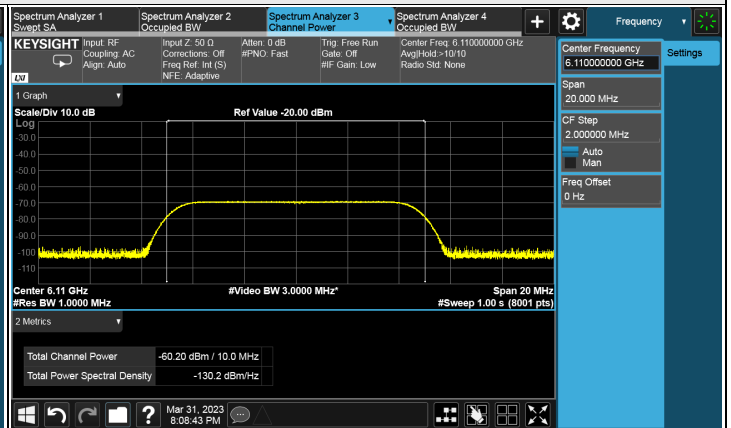 Spectrum Analyzer 1
Swept SA
Spectrum Analyzer 2
Occupied BW
Spectrum Analyzer 3
Channel Power
Spectrum Analyzer 4
Occupied BW
+
Frequency
KEYSIGHT
LXI
Input: RF
Coupling: AC
Align: Auto
Input Z: 50 Ω
Corrections: Off
Freq Ref: Int (S)
NFE: Adaptive
Atten: 0 dB
#PNO: Fast
Trig: Free Run
Gate: Off
#IF Gain: Low
Center Freq: 6.110000000 GHz
Avg|Hold:>10/10
Radio Std: None
Center Frequency
6.110000000 GHz
Settings
Span
20.000 MHz
CF Step
2.000000 MHz
Auto
Man
Freq Offset
0 Hz
1 Graph
Scale/Div 10.0 dB
Ref Value -20.00 dBm
Log
-30.0
-40.0
-50.0
-60.0
-70.0
-80.0
-90.0
-100
-110
Center 6.11 GHz
#Video BW 3.0000 MHz*
Span 20 MHz
#Res BW 1.0000 MHz
#Sweep 1.00 s (8001 pts)
2 Metrics
Total Channel Power -60.20 dBm / 10.0 MHz
Total Power Spectral Density -130.2 dBm/Hz
?
Mar 31, 2023
8:08:43 PM